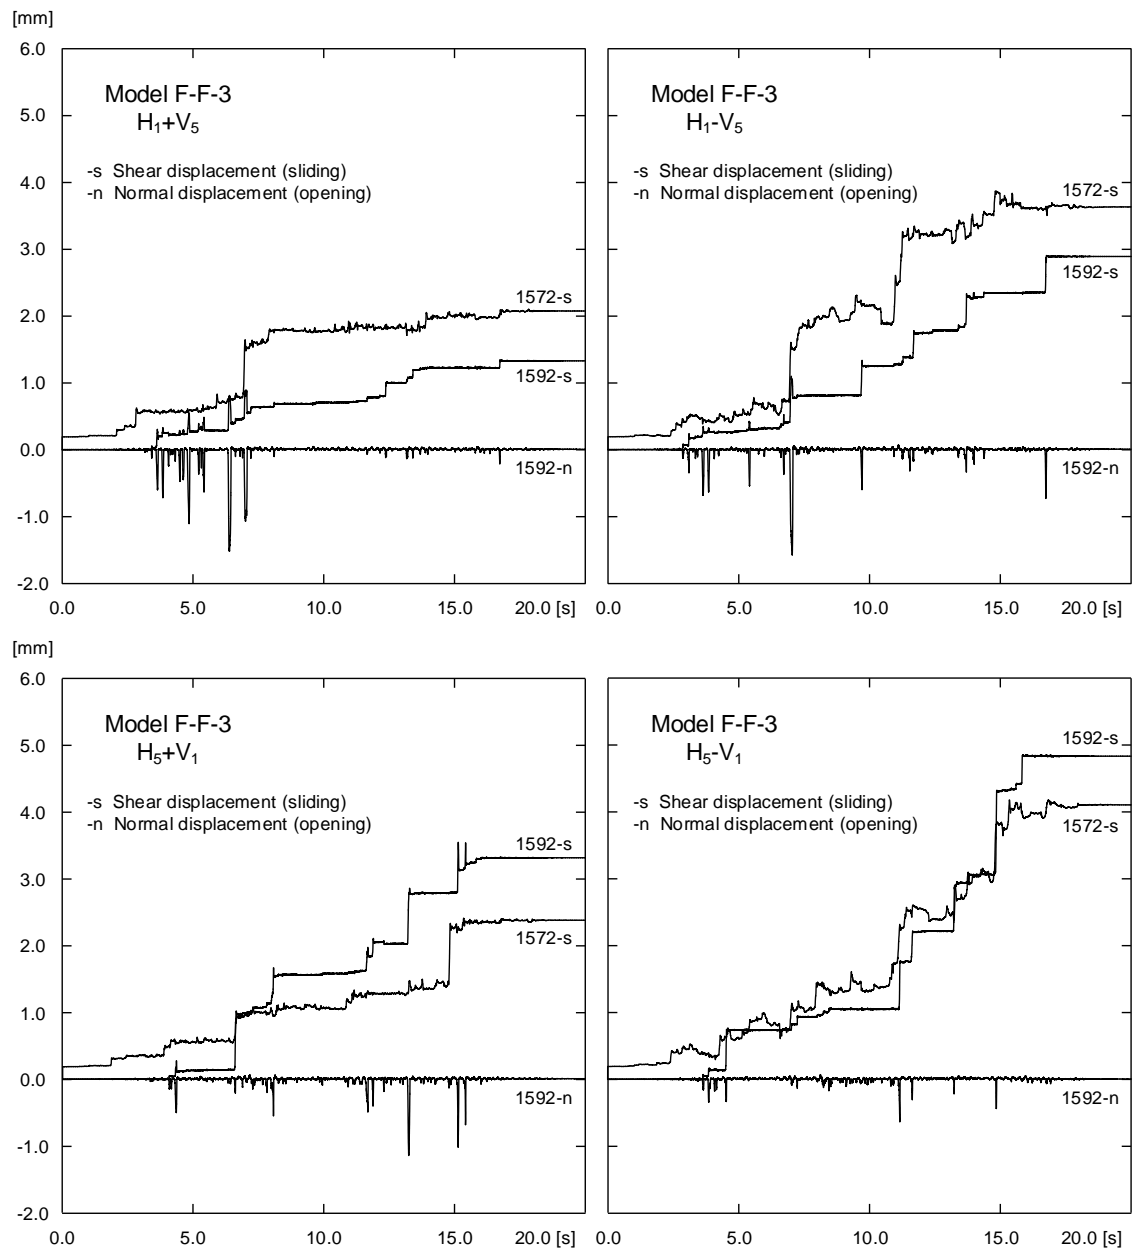 [mm]
6.0
5.0
4.0
3.0
2.0
1.0
0.0
-1.0
-2.0
Model F-F-3
H₁+V₅
-s Shear displacement (sliding)
-n Normal displacement (opening)
1572-s
1592-s
1592-n
0.0 5.0 10.0 15.0 20.0 [s]
Model F-F-3
H₁-V₅
-s Shear displacement (sliding)
-n Normal displacement (opening)
1572-s
1592-s
1592-n
0.0 5.0 10.0 15.0 20.0 [s]
[mm]
6.0
5.0
4.0
3.0
2.0
1.0
0.0
-1.0
-2.0
Model F-F-3
H₅+V₁
-s Shear displacement (sliding)
-n Normal displacement (opening)
1592-s
1572-s
1592-n
0.0 5.0 10.0 15.0 20.0 [s]
Model F-F-3
H₅-V₁
-s Shear displacement (sliding)
-n Normal displacement (opening)
1592-s
1572-s
1592-n
0.0 5.0 10.0 15.0 20.0 [s]